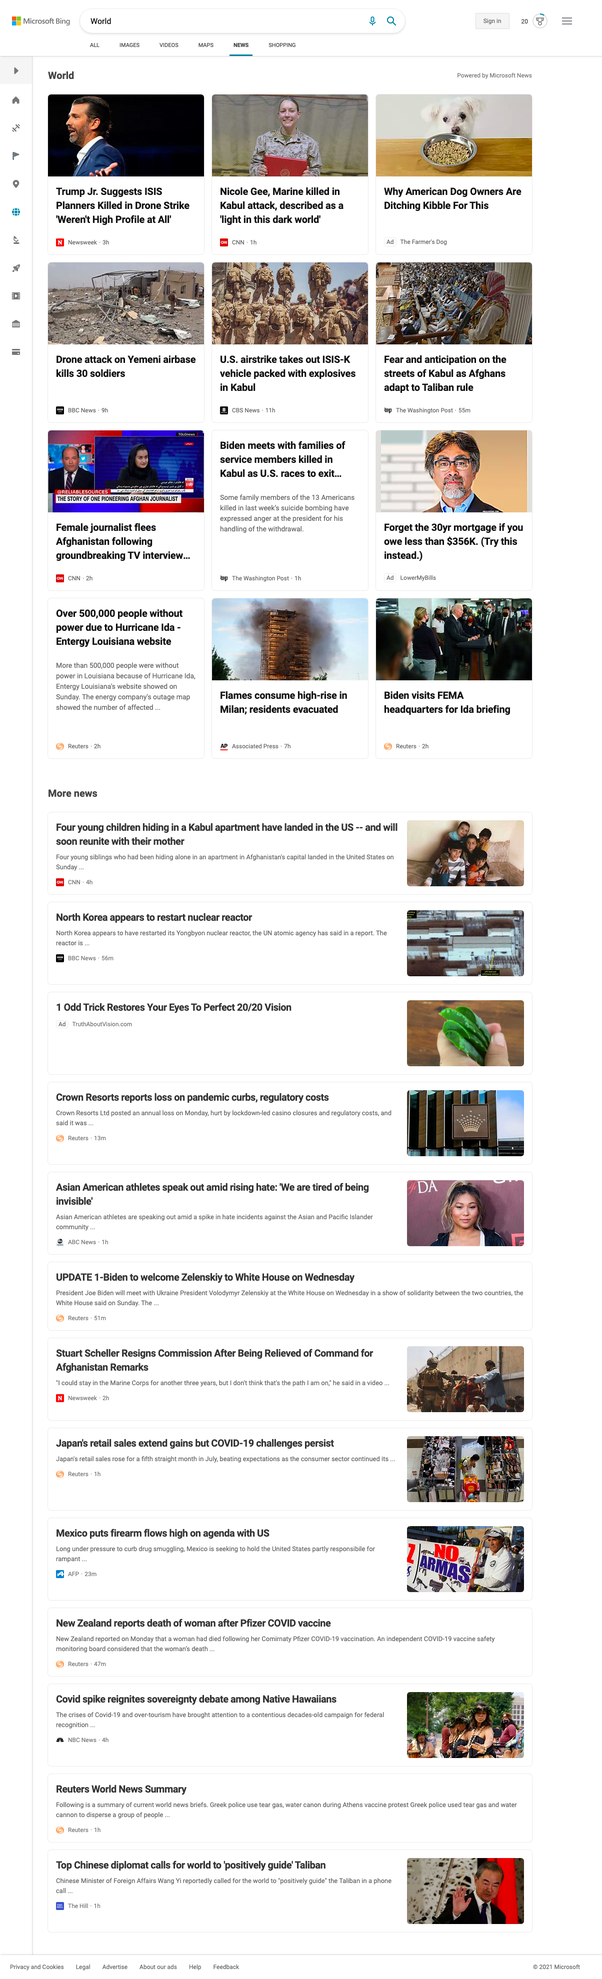 Microsoft Bing
World
Sign in
20
ALL
IMAGES
VIDEOS
MAPS
NEWS
SHOPPING
World
Powered by Microsoft News
Trump Jr. Suggests ISIS
Planners Killed in Drone Strike
'Weren't High Profile at All'
Newsweek · 3h
Nicole Gee, Marine killed in
Kabul attack, described as a
'light in this dark world'
CNN · 1h
Why American Dog Owners Are
Ditching Kibble For This
Ad The Farmer's Dog
Drone attack on Yemeni airbase
kills 30 soldiers
BBC News · 9h
U.S. airstrike takes out ISIS-K
vehicle packed with explosives
in Kabul
CBS News · 11h
Fear and anticipation on the
streets of Kabul as Afghans
adapt to Taliban rule
wp The Washington Post · 55m
RELIABLESOURCES
THE STORY OF ONE PIONEERING AFGHAN JOURNALIST
Female journalist flees
Afghanistan following
groundbreaking TV interview...
CNN · 2h
Biden meets with families of
service members killed in
Kabul as U.S. races to exit...
Some family members of the 13 Americans
killed in last week's suicide bombing have
expressed anger at the president for his
handling of the withdrawal.
wp The Washington Post · 1h
Forget the 30yr mortgage if you
owe less than $356K. (Try this
instead.)
Ad LowerMyBills
Over 500,000 people without
power due to Hurricane Ida -
Entergy Louisiana website
More than 500,000 people were without
power in Louisiana because of Hurricane Ida,
Entergy Louisiana's website showed on
Sunday. The energy company's outage map
showed the number of affected ...
Reuters · 2h
Flames consume high-rise in
Milan; residents evacuated
AP Associated Press · 7h
Biden visits FEMA
headquarters for Ida briefing
Reuters · 2h
More news
Four young children hiding in a Kabul apartment have landed in the US -- and will
soon reunite with their mother
Four young siblings who had been hiding alone in an apartment in Afghanistan's capital landed in the United States on
Sunday ...
CNN · 4h
North Korea appears to restart nuclear reactor
North Korea appears to have restarted its Yongbyon nuclear reactor, the UN atomic agency has said in a report. The
reactor is ...
BBC News · 56m
1 Odd Trick Restores Your Eyes To Perfect 20/20 Vision
Ad TruthAboutVision.com
Crown Resorts reports loss on pandemic curbs, regulatory costs
Crown Resorts Ltd posted an annual loss on Monday, hurt by lockdown-led casino closures and regulatory costs, and
said it was ...
Reuters · 13m
Asian American athletes speak out amid rising hate: 'We are tired of being
invisible'
Asian American athletes are speaking out amid a spike in hate incidents against the Asian and Pacific Islander
community ...
ABC News · 1h
DA
UPDATE 1-Biden to welcome Zelenskiy to White House on Wednesday
President Joe Biden will meet with Ukraine President Volodymyr Zelenskiy at the White House on Wednesday in a show of solidarity between the two countries, the
White House said on Sunday. The ...
Reuters · 51m
Stuart Scheller Resigns Commission After Being Relieved of Command for
Afghanistan Remarks
"I could stay in the Marine Corps for another three years, but I don't think that's the path I am on," he said in a video ...
Newsweek · 2h
Japan's retail sales extend gains but COVID-19 challenges persist
Japan's retail sales rose for a fifth straight month in July, beating expectations as the consumer sector continued its ...
Reuters · 1h
Mexico puts firearm flows high on agenda with US
Long under pressure to curb drug smuggling, Mexico is seeking to hold the United States partly responsibile for
rampant ...
AFP · 23m
NO
ARMAS
New Zealand reports death of woman after Pfizer COVID vaccine
New Zealand reported on Monday that a woman had died following her Comirnaty Pfizer COVID-19 vaccination. An independent COVID-19 vaccine safety
monitoring board considered that the woman's death ...
Reuters · 47m
Covid spike reignites sovereignty debate among Native Hawaiians
The crises of Covid-19 and over-tourism have brought attention to a contentious decades-old campaign for federal
recognition ...
NBC News · 4h
Reuters World News Summary
Following is a summary of current world news briefs. Greek police use tear gas, water canon during Athens vaccine protest Greek police used tear gas and water
cannon to disperse a group of people ...
Reuters · 1h
Top Chinese diplomat calls for world to 'positively guide' Taliban
Chinese Minister of Foreign Affairs Wang Yi reportedly called for the world to "positively guide" the Taliban in a phone
call ...
The Hill · 1h
Privacy and Cookies
Legal
Advertise
About our ads
Help
Feedback
© 2021 Microsoft